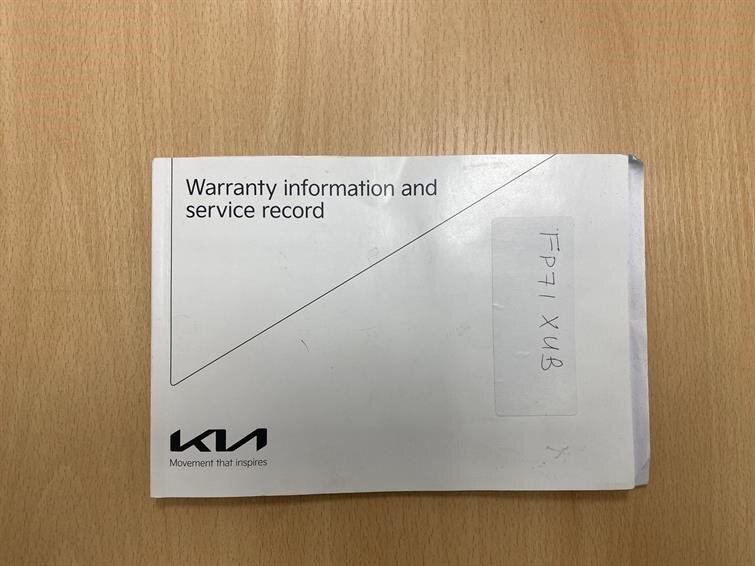 Warranty information and
service record
FP71 XUB
KIA
Movement that inspires